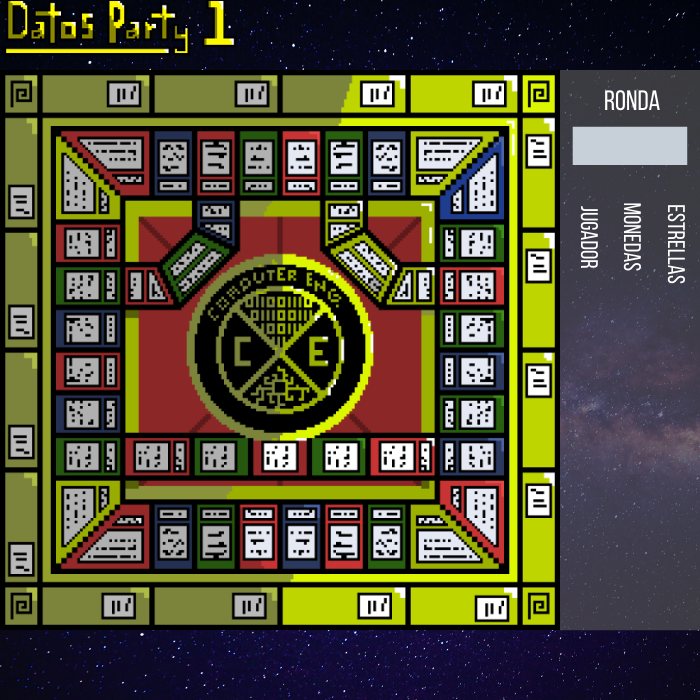 Datos Party 1
RONDA
JUGADOR
MONEDAS
ESTRELLAS
COMPUTER ENG
C E